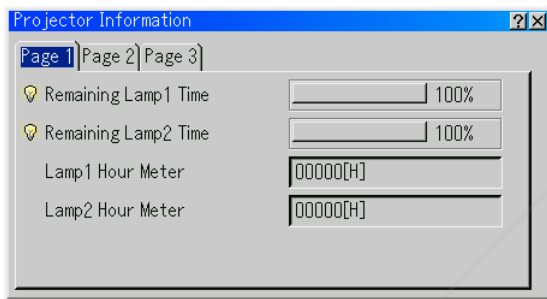 Projector Information ? ×
Page 1 Page 2 Page 3
Remaining Lamp1 Time 100%
Remaining Lamp2 Time 100%
Lamp1 Hour Meter 00000[H]
Lamp2 Hour Meter 00000[H]